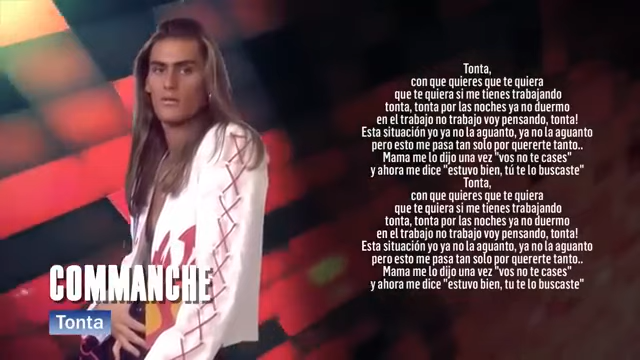 Tonta,
con que quieres que te quiera
que te quiera si me tienes trabajando
tonta, tonta por las noches ya no duermo
en el trabajo no trabajo voy pensando, tonta!
Esta situación yo ya no la aguanto, ya no la aguanto
pero esto me pasa tan solo por quererte tanto..
Mama me lo dijo una vez "vos no te cases"
y ahora me dice "estuvo bien, tú te lo buscaste"
Tonta,
con que quieres que te quiera
que te quiera si me tienes trabajando
tonta, tonta por las noches ya no duermo
en el trabajo no trabajo voy pensando, tonta!
Esta situación yo ya no la aguanto, ya no la aguanto
pero esto me pasa tan solo por quererte tanto..
Mama me lo dijo una vez "vos no te cases"
y ahora me dice "estuvo bien, tu te lo buscaste"
COMMANCHE
Tonta